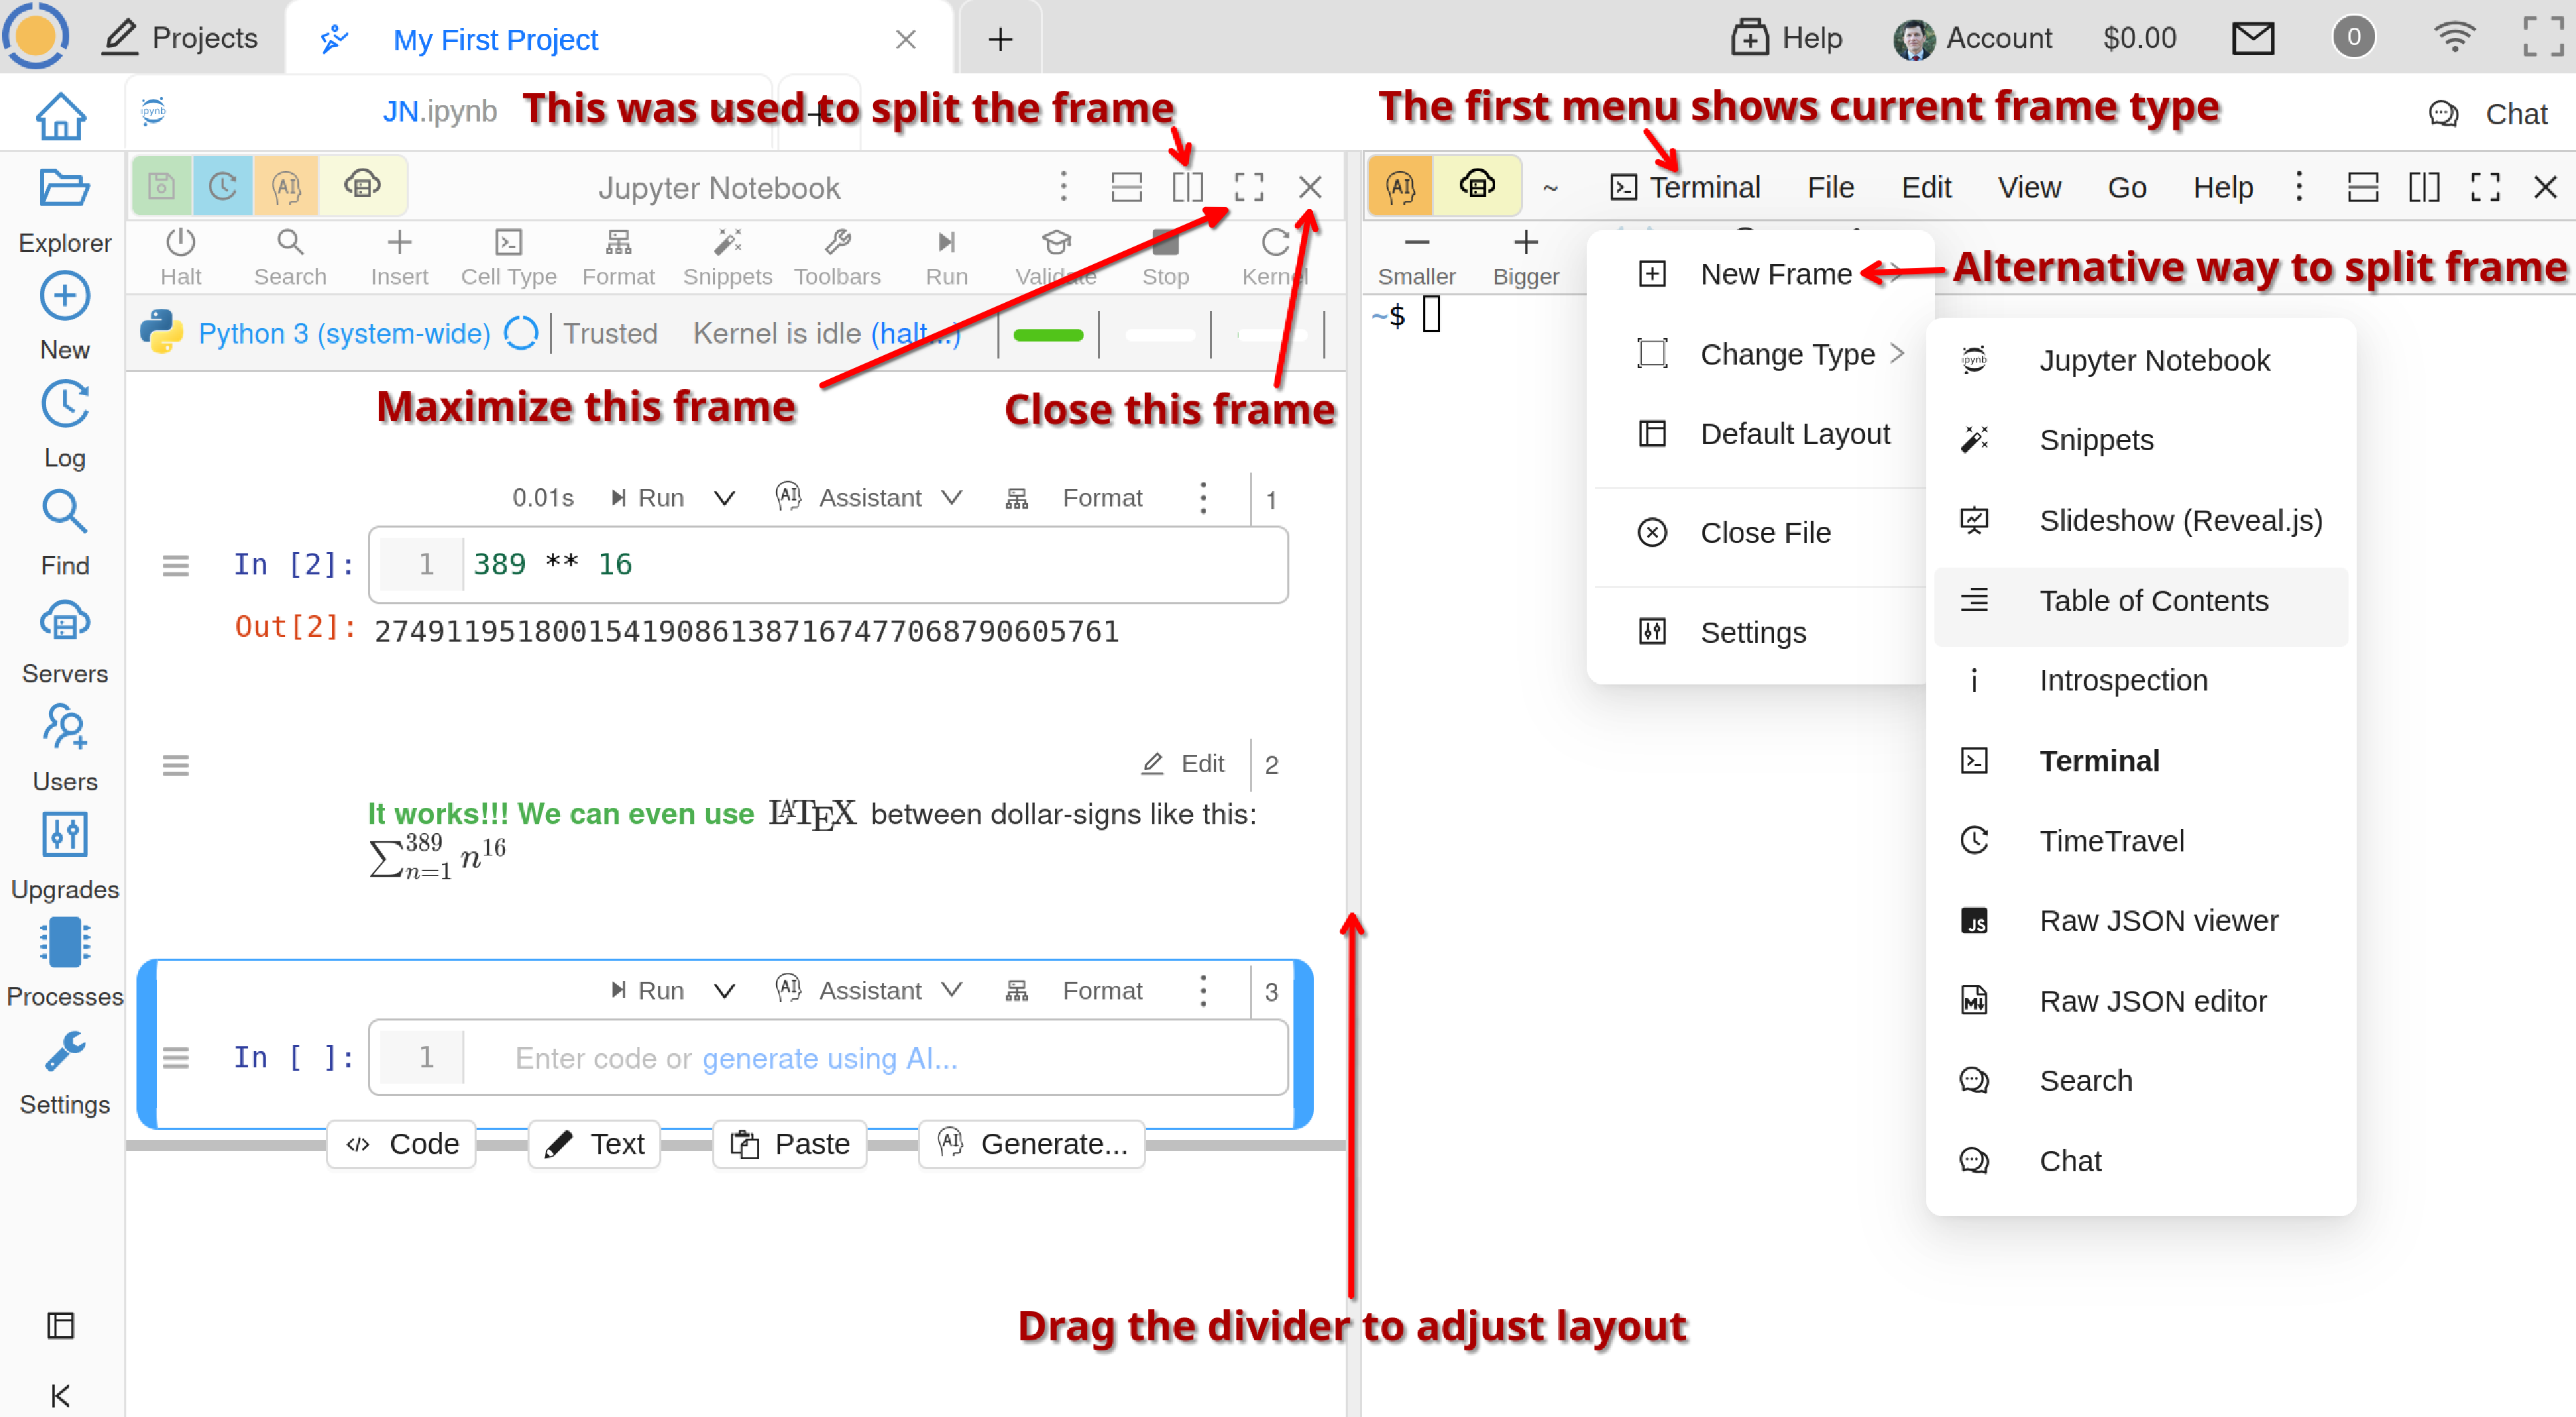 Projects
My First Project
Help
Account
$0.00
0
JN.ipynb
This was used to split the frame
The first menu shows current frame type
Chat
Explorer
New
Log
Find
Servers
Users
Upgrades
Processes
Settings
AI
Jupyter Notebook
AI
~
Terminal
File
Edit
View
Go
Help
Halt
Search
Insert
Cell Type
Format
Snippets
Toolbars
Run
Validate
Stop
Kernel
Smaller
Bigger
Python 3 (system-wide)
Trusted
Kernel is idle (halt...)
~$
Maximize this frame
Close this frame
Alternative way to split frame
New Frame
Change Type
Default Layout
Close File
Settings
Jupyter Notebook
Snippets
Slideshow (Reveal.js)
Table of Contents
Introspection
Terminal
TimeTravel
Raw JSON viewer
Raw JSON editor
Search
Chat
0.01s Run AI Assistant Format 1
In [2]: 1 389 ** 16
Out[2]: 274911951800154190861387167477068790605761
Edit 2
It works!!! We can even use LATEX between dollar-signs like this:
∑_{n=1}^{389} n^{16}
Run AI Assistant Format 3
In [ ]: 1 Enter code or generate using AI...
Code
Text
Paste
AI Generate...
Drag the divider to adjust layout